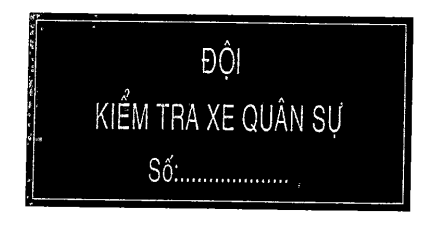 ĐỘI
KIỂM TRA XE QUÂN SỰ
Số:...................